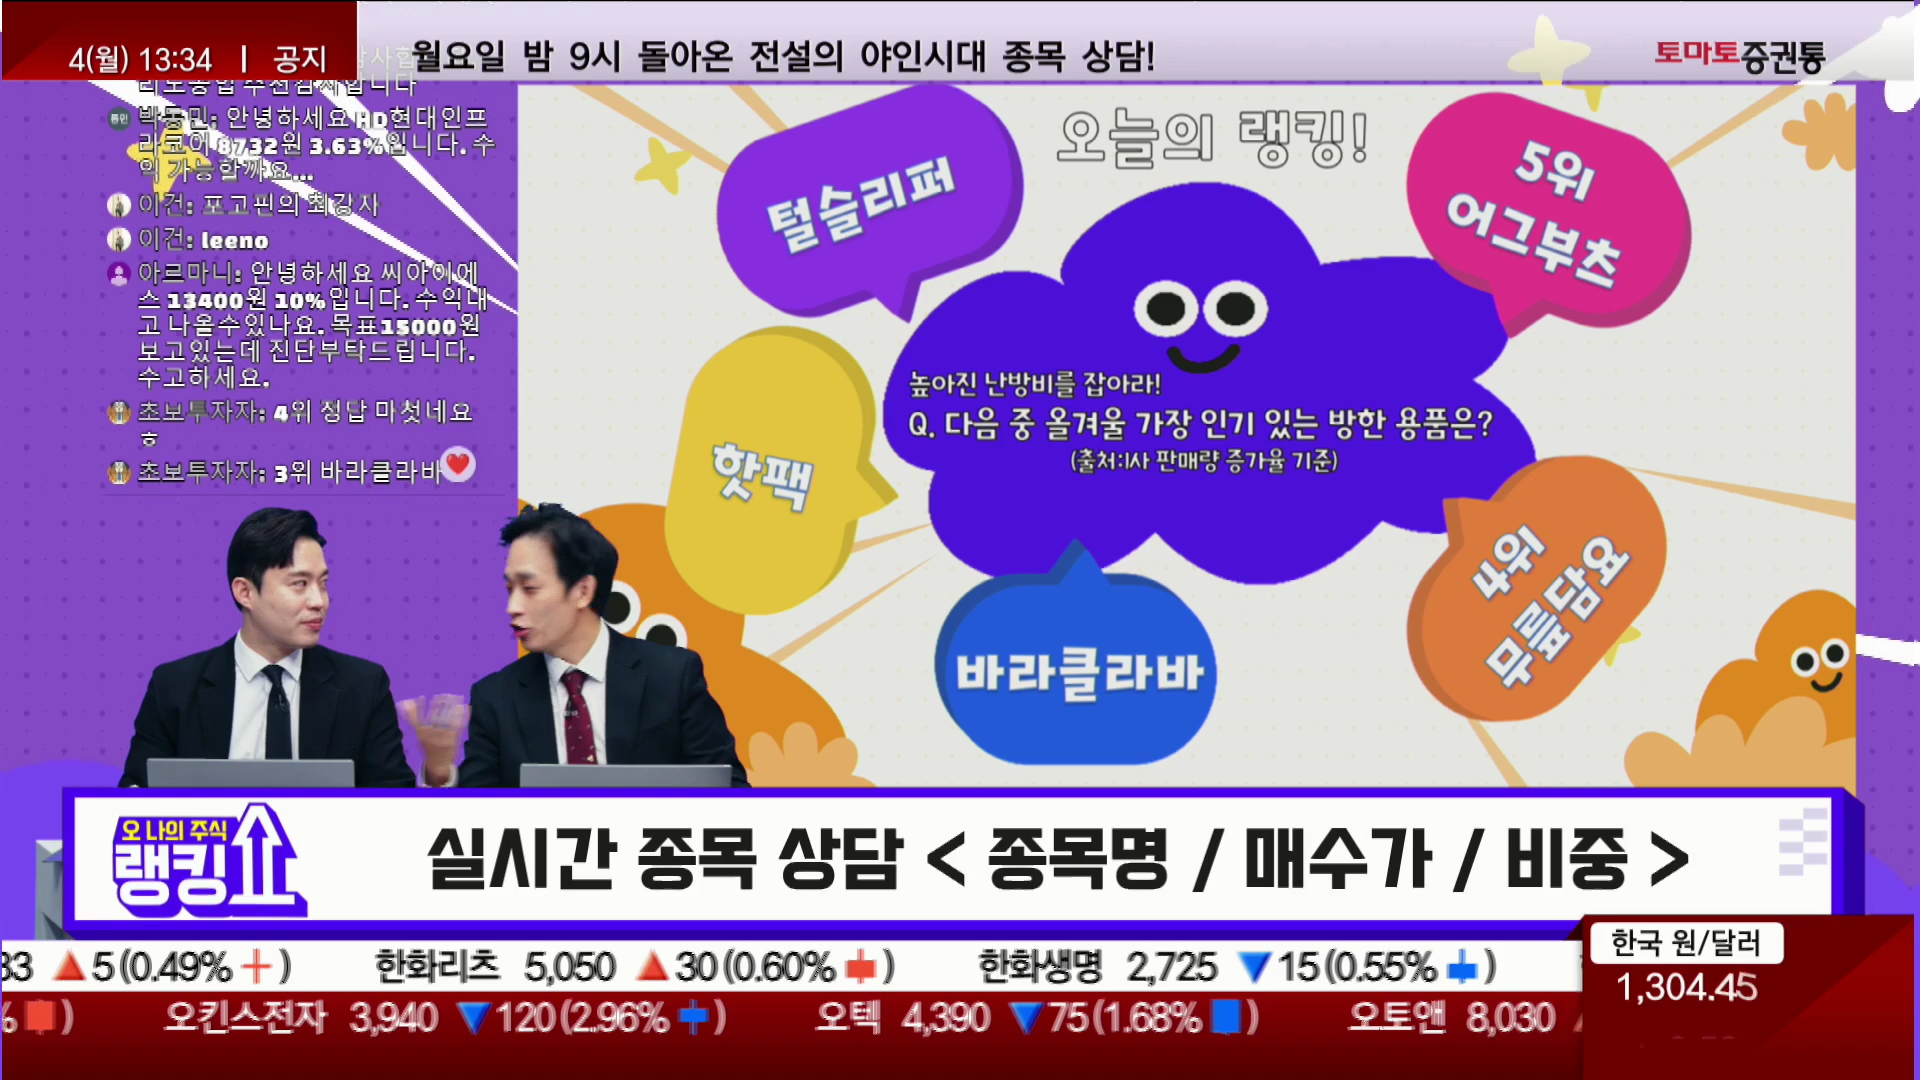 4(월) 13:34 | 공지
월요일 밤 9시 돌아온 전설의 야인시대 종목 상담!
토마토증권통
박동민: 안녕하세요HD현대인프
라코어 8732원 3.63%입니다. 수
익 가능할까요...
이건: 포고핀의 최강자
이건: leeno
아르마니: 안녕하세요 씨아이에
스 13400원 10%입니다. 수익내
고 나올수있나요. 목표15000원
보고있는데 진단부탁드립니다.
수고하세요.
초보투자자: 4위 정답 마첫네요
ㅎ
초보투자자: 3위 바라클라바
오늘의 랭킹!
털슬리퍼
5위
어그부츠
높아진 난방비를 잡아라!
Q. 다음 중 올겨울 가장 인기 있는 방한 용품은?
(출처:I사 판매량 증가율 기준)
핫팩
4위
무릎담요
바라클라바
오 나의 주식
랭킹
실시간 종목 상담 < 종목명 / 매수가 / 비중 >
33 ▲5(0.49% ) 한화리츠 5,050 ▲30(0.60% ) 한화생명 2,725 ▼15(0.55% )
한국 원/달러
1,304.45
% ) 오킨스전자 3,940 ▼120(2.96% ) 오텍 4,390 ▼75(1.68% ) 오토앤 8,030